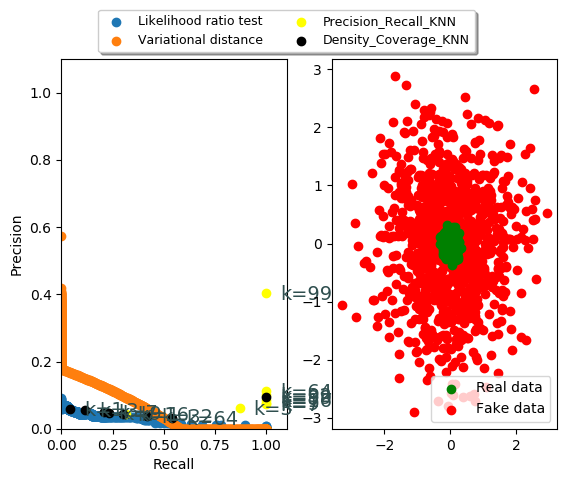 Likelihood ratio test
Variational distance
Precision_Recall_KNN
Density_Coverage_KNN
1.0
0.8
0.6
0.4
0.2
0.0
Precision
k=99
k=64
k=5
k=64
0.00
0.25
0.50
0.75
1.00
Recall
3
2
1
0
−1
−2
−3
Real data
Fake data
−2
0
2